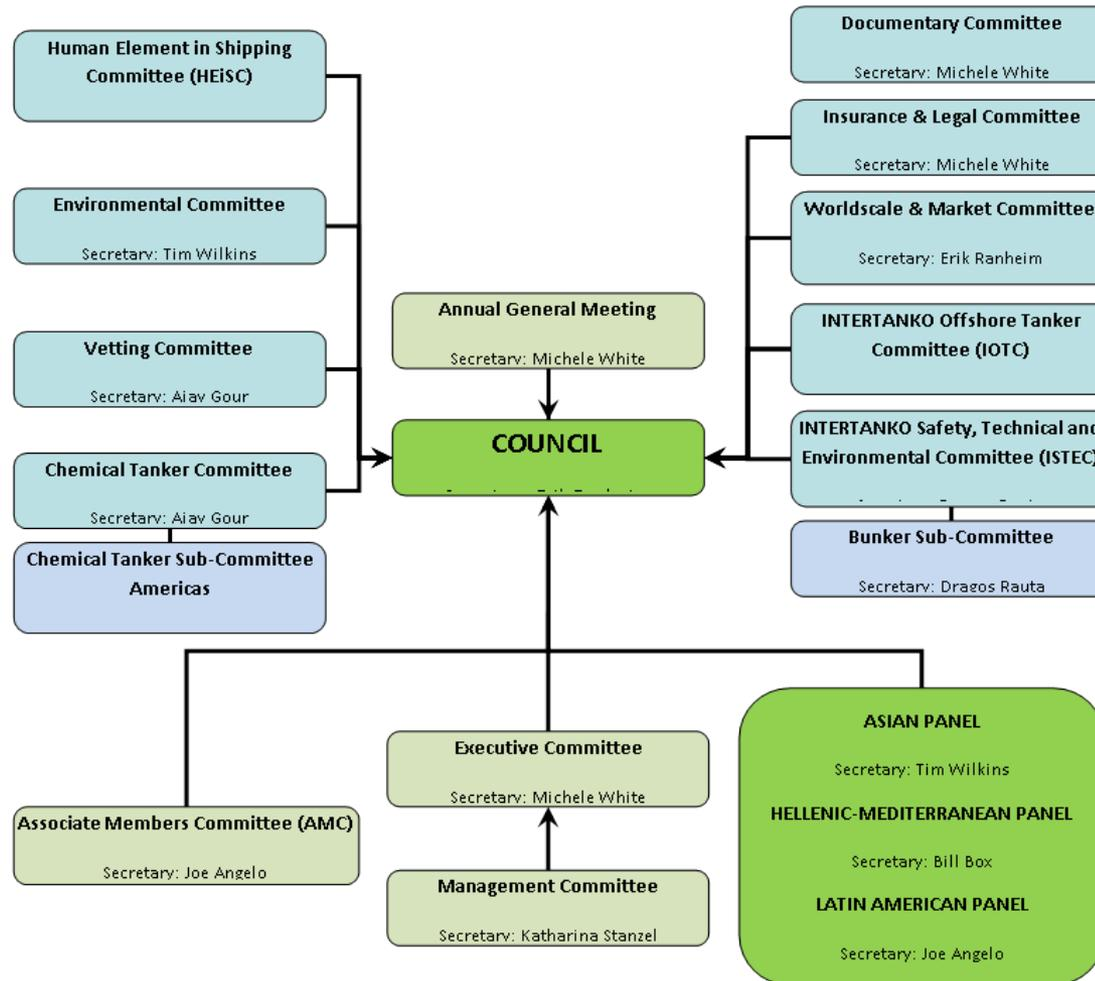 Human Element in Shipping
Committee (HEiSC)
Environmental Committee
Secretary: Tim Wilkins
Vetting Committee
Secretary: Ajay Gour
Chemical Tanker Committee
Secretary: Ajay Gour
Chemical Tanker Sub-Committee
Americas
Annual General Meeting
Secretary: Michele White
COUNCIL
Documentary Committee
Secretary: Michele White
Insurance & Legal Committee
Secretary: Michele White
Worldscale & Market Committee
Secretary: Erik Ranheim
INTERTANKO Offshore Tanker
Committee (IOTC)
INTERTANKO Safety, Technical and
Environmental Committee (ISTEC)
Bunker Sub-Committee
Secretary: Dragos Rauta
Associate Members Committee (AMC)
Secretary: Joe Angelo
Executive Committee
Secretary: Michele White
Management Committee
Secretary: Katharina Stanzel
ASIAN PANEL
Secretary: Tim Wilkins
HELLENIC-MEDITERRANEAN PANEL
Secretary: Bill Box
LATIN AMERICAN PANEL
Secretary: Joe Angelo